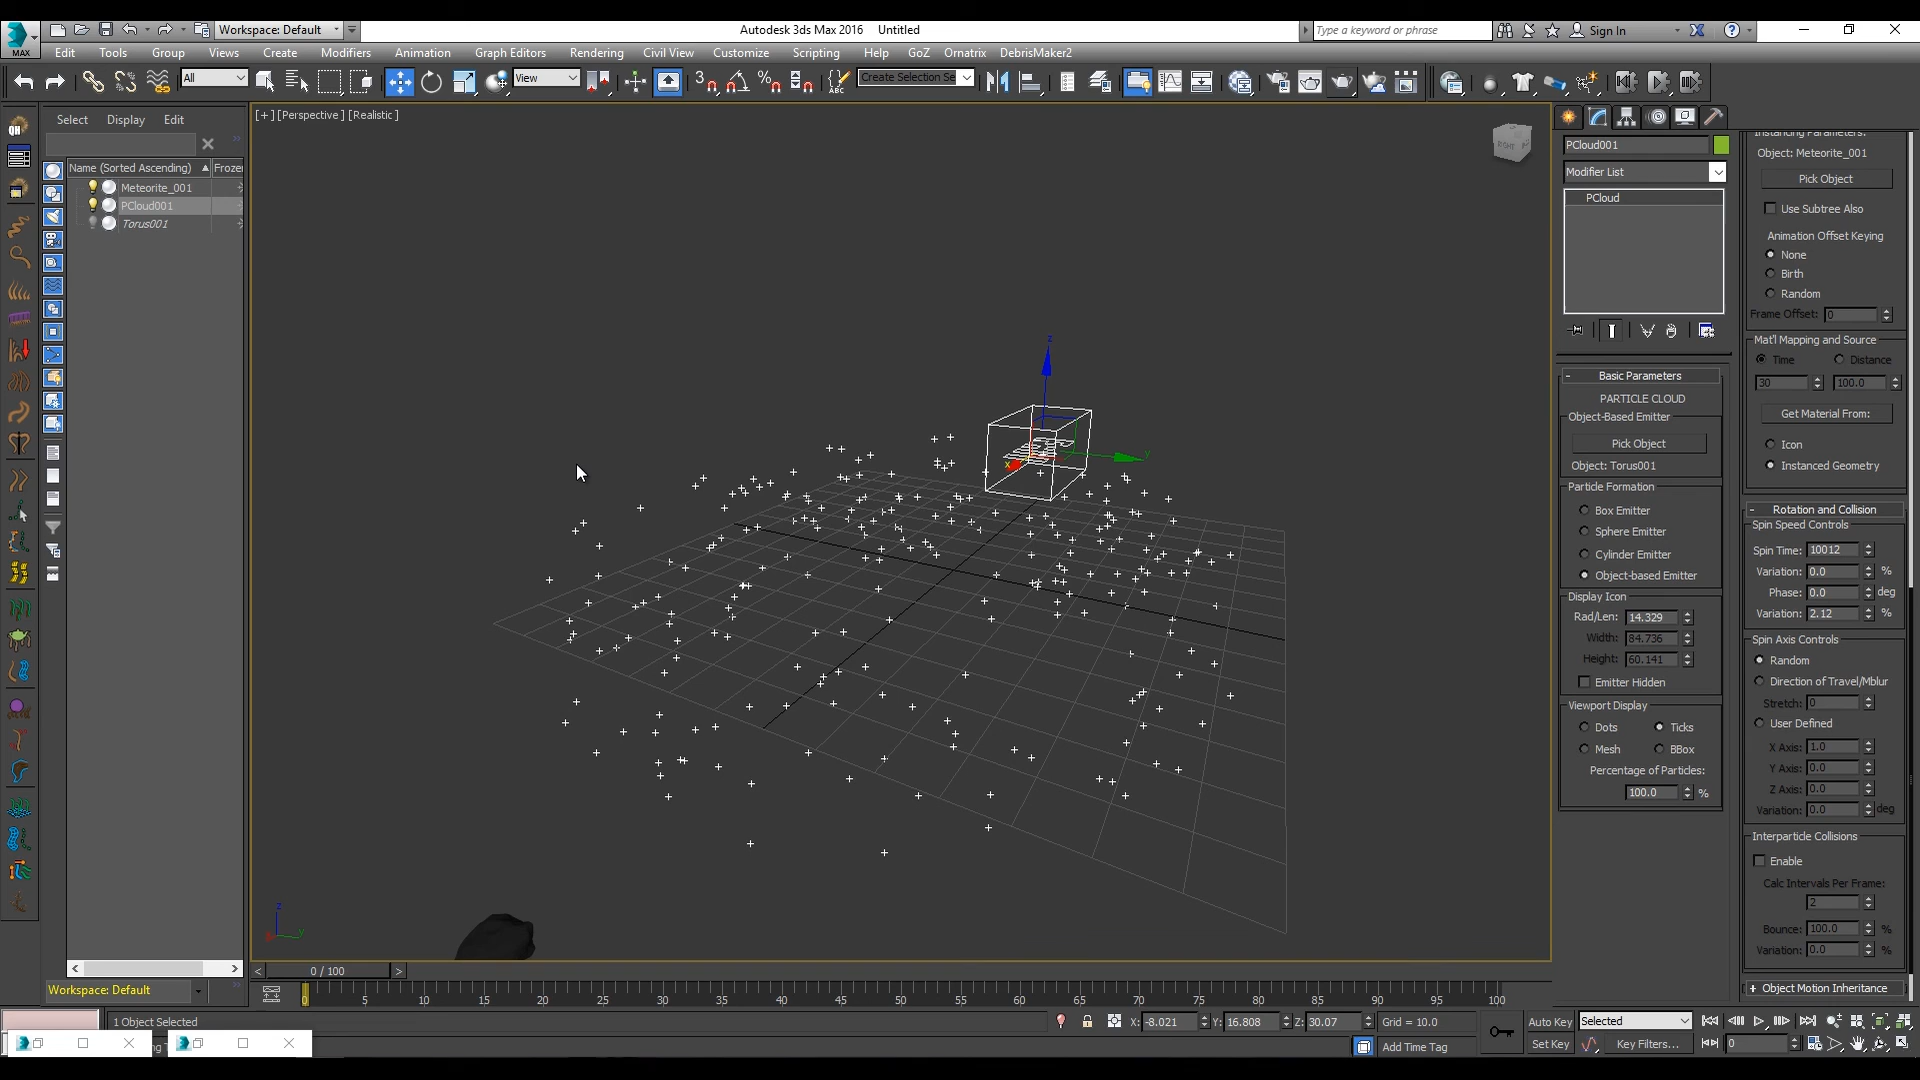 Workspace: Default
Autodesk 3ds Max 2016    Untitled
Type a keyword or phrase
Sign In
MAX
Edit Tools Group Views Create Modifiers Animation Graph Editors Rendering Civil View Customize Scripting Help GoZ Ornatrix DebrisMaker2
All
View
3
Create Selection Se
ABC
QH
Select Display Edit
[+] [Perspective] [Realistic]
Name (Sorted Ascending)
Frozen
Meteorite_001
PCloud001
Torus001
RIGHT
z
y
x
z
y
0 / 100
PCloud001
Modifier List
PCloud
- Basic Parameters
PARTICLE CLOUD
Object-Based Emitter
Pick Object
Object: Torus001
Particle Formation
Box Emitter
Sphere Emitter
Cylinder Emitter
Object-based Emitter
Display Icon
Rad/Len: 14.329
Width: 84.736
Height: 60.141
Emitter Hidden
Viewport Display
Dots Ticks
Mesh BBox
Percentage of Particles:
100.0 %
Instancing Parameters:
Object: Meteorite_001
Pick Object
Use Subtree Also
Animation Offset Keying
None
Birth
Random
Frame Offset: 0
Mat'l Mapping and Source
Time Distance
30 100.0
Get Material From:
Icon
Instanced Geometry
- Rotation and Collision
Spin Speed Controls
Spin Time: 10012
Variation: 0.0 %
Phase: 0.0 deg
Variation: 2.12 %
Spin Axis Controls
Random
Direction of Travel/Mblur
Stretch: 0
User Defined
X Axis: 1.0
Y Axis: 0.0
Z Axis: 0.0
Variation: 0.0 deg
Interparticle Collisions
Enable
Calc Intervals Per Frame:
2
Bounce: 100.0 %
Variation: 0.0 %
+ Object Motion Inheritance
Workspace: Default
0 5 10 15 20 25 30 35 40 45 50 55 60 65 70 75 80 85 90 95 100
1 Object Selected
X: -8.021 Y: 16.808 Z: 30.07 Grid = 10.0
Auto Key Selected
Add Time Tag
Set Key Key Filters...
0